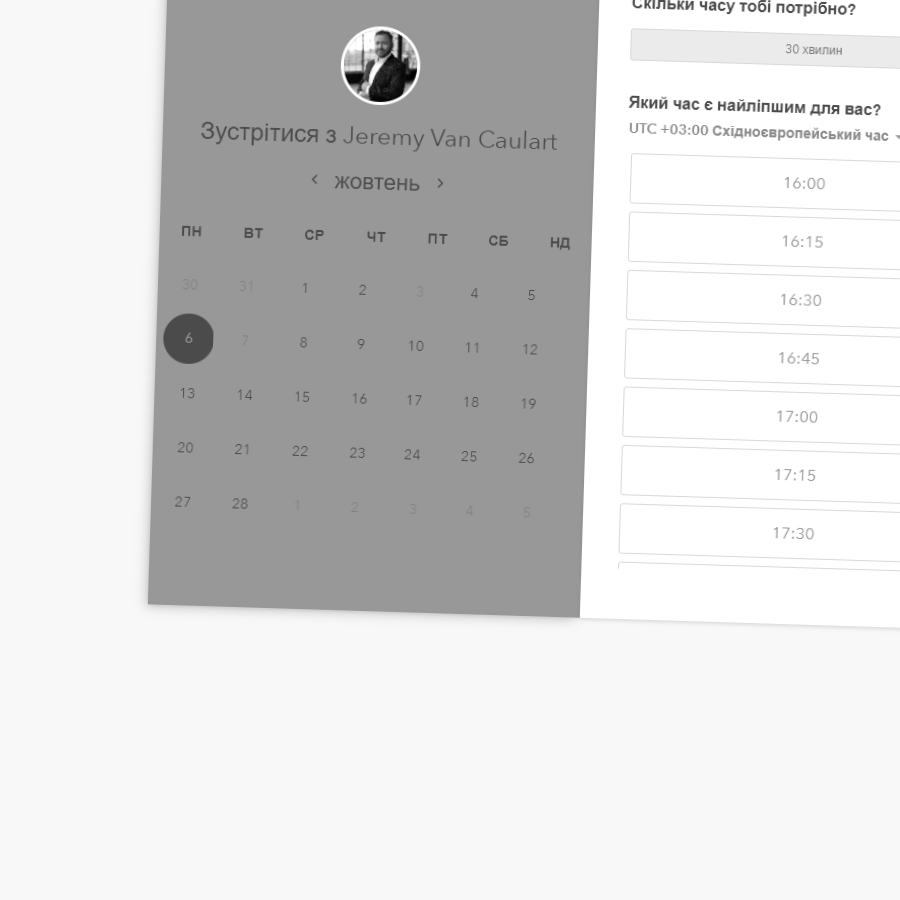 Зустрітися з Jeremy Van Caulart
жовтень
ПН ВТ СР ЧТ ПТ СБ НД
30 31 1 2 3 4 5
6 7 8 9 10 11 12
13 14 15 16 17 18 19
20 21 22 23 24 25 26
27 28 1 2 3 4 5
Скільки часу тобі потрібно?
30 хвилин
Який час є найліпшим для вас?
UTC +03:00 Східноєвропейський час
16:00
16:15
16:30
16:45
17:00
17:15
17:30